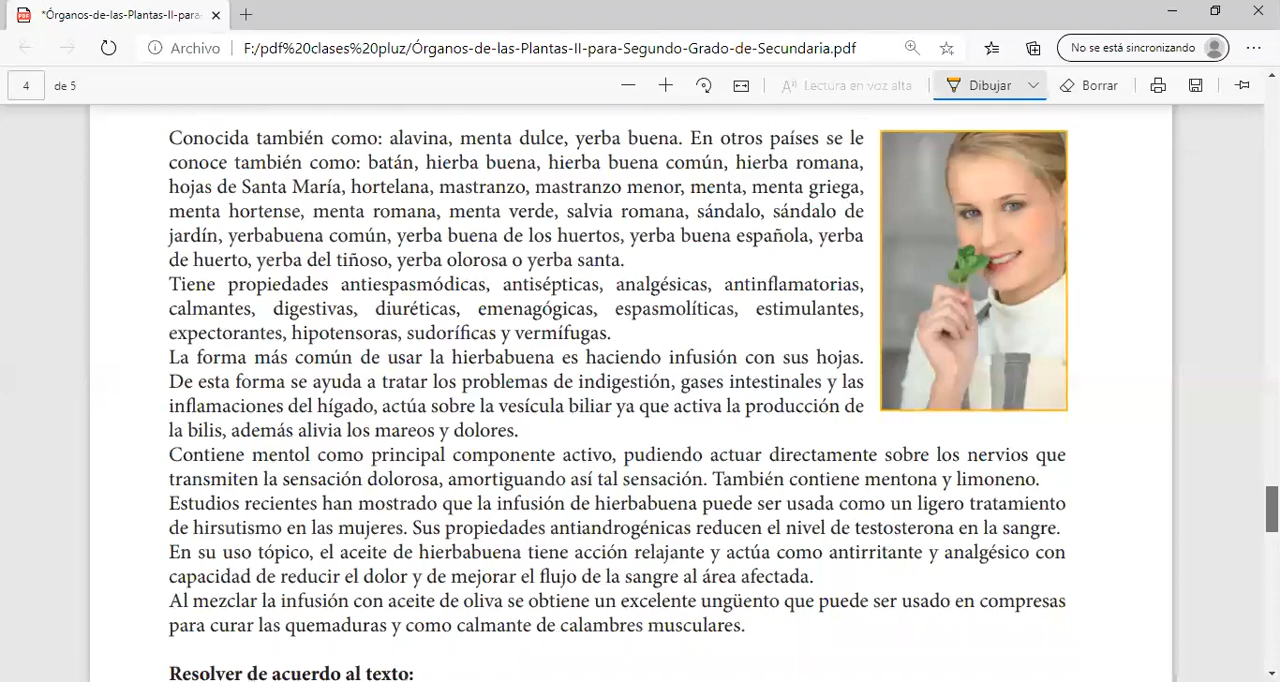 *Órganos-de-las-Plantas-II-para-
Archivo
F:/pdf%20clases%20pluz/Órganos-de-las-Plantas-II-para-Segundo-Grado-de-Secundaria.pdf
No se está sincronizando
4
de 5
Lectura en voz alta
Dibujar
Borrar
Conocida también como: alavina, menta dulce, yerba buena. En otros países se le
conoce también como: batán, hierba buena, hierba buena común, hierba romana,
hojas de Santa María, hortelana, mastranzo, mastranzo menor, menta, menta griega,
menta hortense, menta romana, menta verde, salvia romana, sándalo, sándalo de
jardín, yerbabuena común, yerba buena de los huertos, yerba buena española, yerba
de huerto, yerba del tiñoso, yerba olorosa o yerba santa.
Tiene propiedades antiespasmódicas, antisépticas, analgésicas, antinflamatorias,
calmantes, digestivas, diuréticas, emenagógicas, espasmolíticas, estimulantes,
expectorantes, hipotensoras, sudoríficas y vermífugas.
La forma más común de usar la hierbabuena es haciendo infusión con sus hojas.
De esta forma se ayuda a tratar los problemas de indigestión, gases intestinales y las
inflamaciones del hígado, actúa sobre la vesícula biliar ya que activa la producción de
la bilis, además alivia los mareos y dolores.
Contiene mentol como principal componente activo, pudiendo actuar directamente sobre los nervios que
transmiten la sensación dolorosa, amortiguando así tal sensación. También contiene mentona y limoneno.
Estudios recientes han mostrado que la infusión de hierbabuena puede ser usada como un ligero tratamiento
de hirsutismo en las mujeres. Sus propiedades antiandrogénicas reducen el nivel de testosterona en la sangre.
En su uso tópico, el aceite de hierbabuena tiene acción relajante y actúa como antirritante y analgésico con
capacidad de reducir el dolor y de mejorar el flujo de la sangre al área afectada.
Al mezclar la infusión con aceite de oliva se obtiene un excelente ungüento que puede ser usado en compresas
para curar las quemaduras y como calmante de calambres musculares.
Resolver de acuerdo al texto: